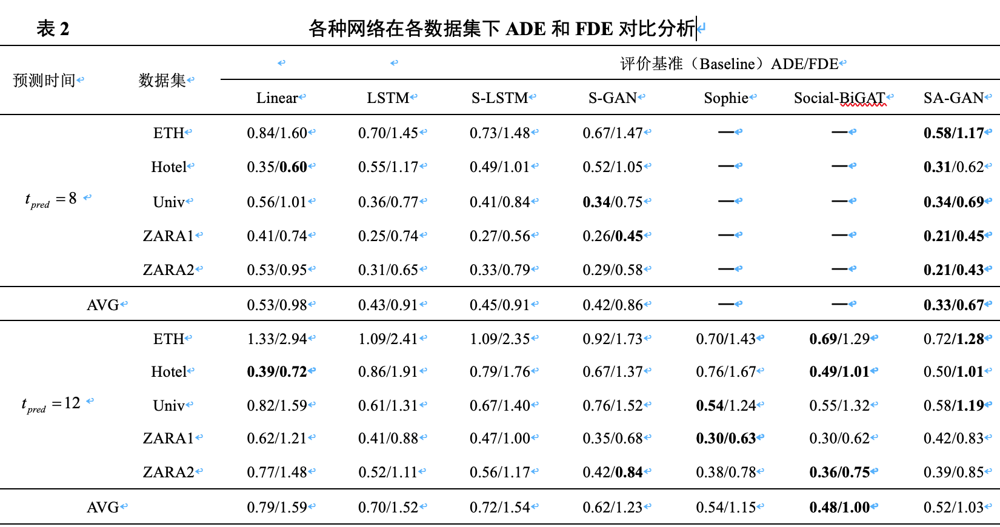 表 2 各种网络在各数据集下 ADE 和 FDE 对比分析
预测时间 数据集 评价基准（Baseline）ADE/FDE
Linear LSTM S-LSTM S-GAN Sophie Social-BiGAT SA-GAN
ETH 0.84/1.60 0.70/1.45 0.73/1.48 0.67/1.47 — — 0.58/1.17
Hotel 0.35/0.60 0.55/1.17 0.49/1.01 0.52/1.05 — — 0.31/0.62
t_pred = 8 Univ 0.56/1.01 0.36/0.77 0.41/0.84 0.34/0.75 — — 0.34/0.69
ZARA1 0.41/0.74 0.25/0.74 0.27/0.56 0.26/0.45 — — 0.21/0.45
ZARA2 0.53/0.95 0.31/0.65 0.33/0.79 0.29/0.58 — — 0.21/0.43
AVG 0.53/0.98 0.43/0.91 0.45/0.91 0.42/0.86 — — 0.33/0.67
ETH 1.33/2.94 1.09/2.41 1.09/2.35 0.92/1.73 0.70/1.43 0.69/1.29 0.72/1.28
Hotel 0.39/0.72 0.86/1.91 0.79/1.76 0.67/1.37 0.76/1.67 0.49/1.01 0.50/1.01
t_pred = 12 Univ 0.82/1.59 0.61/1.31 0.67/1.40 0.76/1.52 0.54/1.24 0.55/1.32 0.58/1.19
ZARA1 0.62/1.21 0.41/0.88 0.47/1.00 0.35/0.68 0.30/0.63 0.30/0.62 0.42/0.83
ZARA2 0.77/1.48 0.52/1.11 0.56/1.17 0.42/0.84 0.38/0.78 0.36/0.75 0.39/0.85
AVG 0.79/1.59 0.70/1.52 0.72/1.54 0.62/1.23 0.54/1.15 0.48/1.00 0.52/1.03